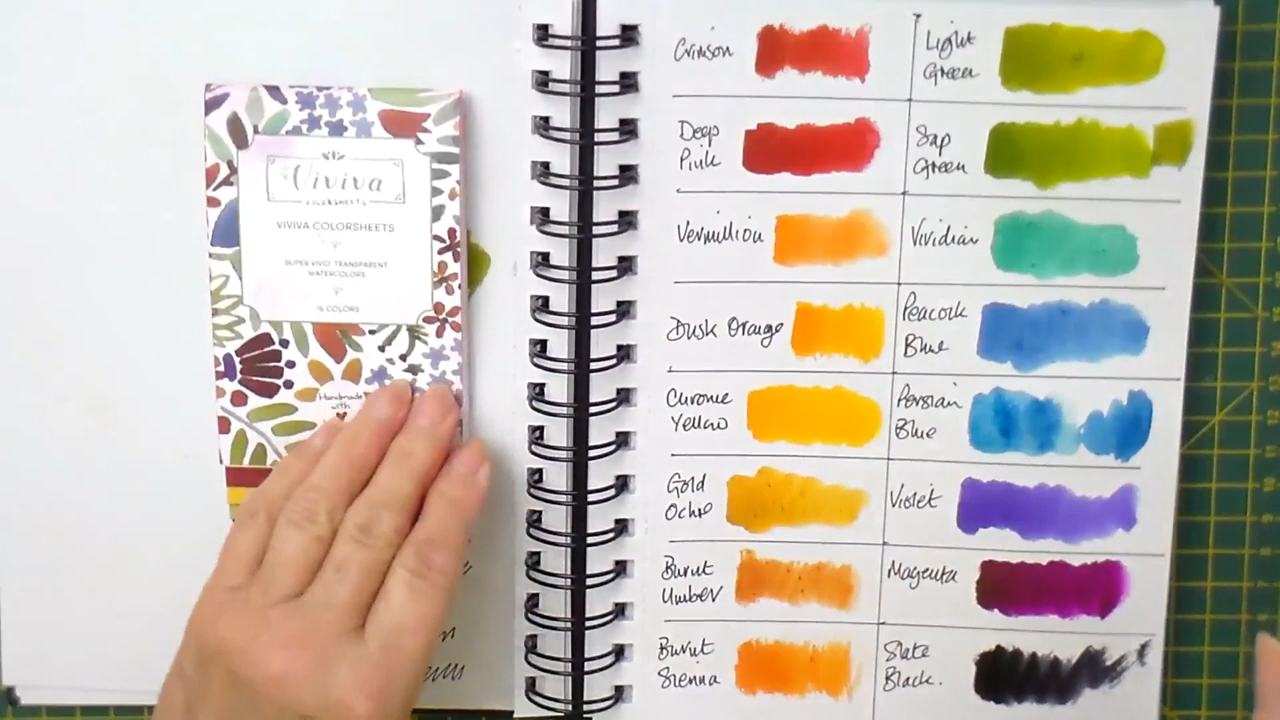 Viviva
COLORSHEETS
VIVIVA COLORSHEETS
SUPER VIVID TRANSPARENT
WATERCOLORS
16 COLORS
Handmade
with
Crimson
Deep
Pink
Vermillion
Dusk Orange
Chrome
Yellow
Gold
Ochre
Burnt
Umber
Burnt
Sienna
Light
Green
Sap
Green
Viridian
Peacock
Blue
Persian
Blue
Violet
Magenta
Slate
Black.